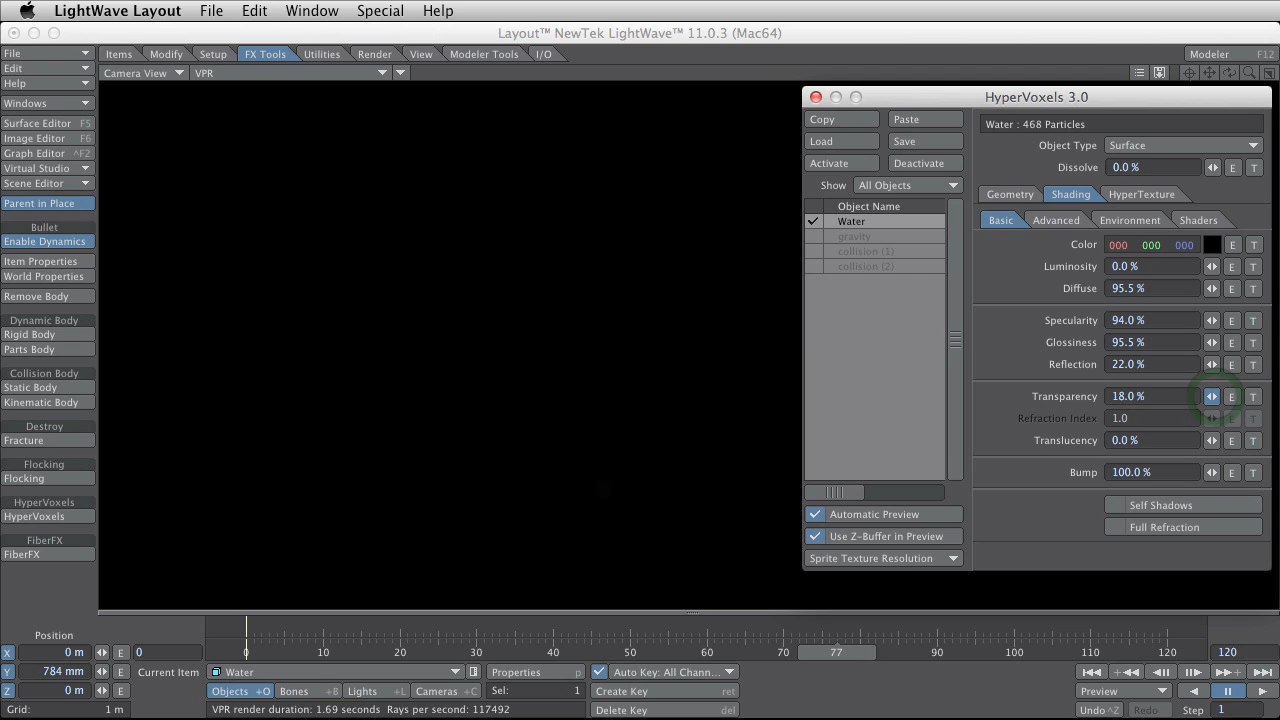 LightWave Layout File Edit Window Special Help
Layout™ NewTek LightWave™ 11.0.3 (Mac64)
File
Edit
Help
Windows
Surface Editor F5
Image Editor F6
Graph Editor ^F2
Virtual Studio
Scene Editor
Parent in Place
Bullet
Enable Dynamics
Item Properties
World Properties
Remove Body
Dynamic Body
Rigid Body
Parts Body
Collision Body
Static Body
Kinematic Body
Destroy
Fracture
Flocking
Flocking
HyperVoxels
HyperVoxels
FiberFX
FiberFX
Items Modify Setup FX Tools Utilities Render View Modeler Tools I/O
Modeler F12
Camera View VPR
HyperVoxels 3.0
Copy Paste
Load Save
Activate Deactivate
Show All Objects
Object Name
Water
gravity
collision (1)
collision (2)
Automatic Preview
Use Z-Buffer in Preview
Sprite Texture Resolution
Water : 468 Particles
Object Type Surface
Dissolve 0.0 % E T
Geometry Shading HyperTexture
Basic Advanced Environment Shaders
Color 000 000 000 E T
Luminosity 0.0 % E T
Diffuse 95.5 % E T
Specularity 94.0 % E T
Glossiness 95.5 % E T
Reflection 22.0 % E T
Transparency 18.0 % E T
Refraction Index 1.0 E T
Translucency 0.0 % E T
Bump 100.0 % E T
Self Shadows
Full Refraction
Position
X 0 m E
Y 784 mm E
Z 0 m E
Grid: 1 m
0 10 20 30 40 50 60 70 77 80 90 100 110 120
0 120
Current Item Water Properties p Auto Key: All Chann...
Objects +O Bones +B Lights +L Cameras +C Sel: 1 Create Key ret
VPR render duration: 1.69 seconds Rays per second: 117492 Delete Key del
Preview
Undo ^Z Redo Step 1